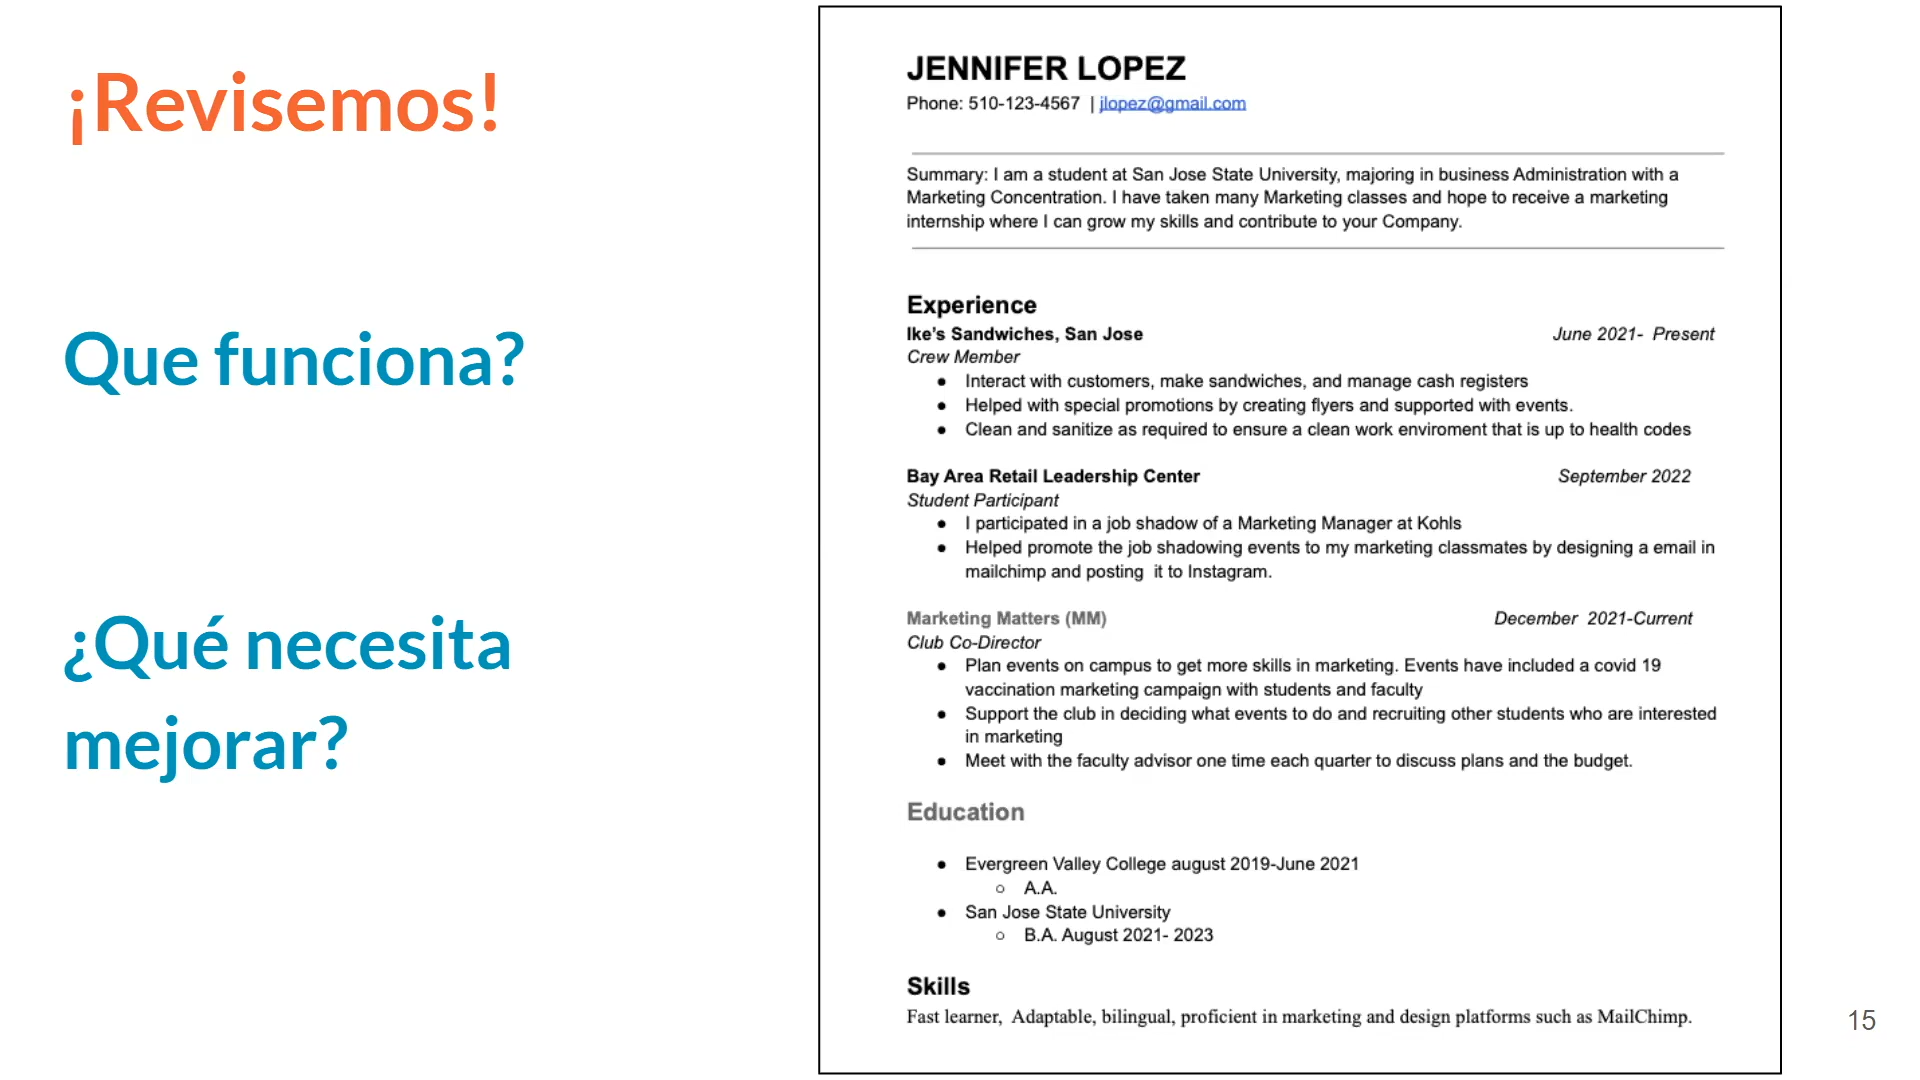 ¡Revisemos!
Que funciona?
¿Qué necesita
mejorar?
JENNIFER LOPEZ
Phone: 510-123-4567 | jlopez@gmail.com
Summary: I am a student at San Jose State University, majoring in business Administration with a
Marketing Concentration. I have taken many Marketing classes and hope to receive a marketing
internship where I can grow my skills and contribute to your Company.
Experience
Ike's Sandwiches, San Jose June 2021- Present
Crew Member
● Interact with customers, make sandwiches, and manage cash registers
● Helped with special promotions by creating flyers and supported with events.
● Clean and sanitize as required to ensure a clean work enviroment that is up to health codes
Bay Area Retail Leadership Center September 2022
Student Participant
● I participated in a job shadow of a Marketing Manager at Kohls
● Helped promote the job shadowing events to my marketing classmates by designing a email in
mailchimp and posting it to Instagram.
Marketing Matters (MM) December 2021-Current
Club Co-Director
● Plan events on campus to get more skills in marketing. Events have included a covid 19
vaccination marketing campaign with students and faculty
● Support the club in deciding what events to do and recruiting other students who are interested
in marketing
● Meet with the faculty advisor one time each quarter to discuss plans and the budget.
Education
● Evergreen Valley College august 2019-June 2021
○ A.A.
● San Jose State University
○ B.A. August 2021- 2023
Skills
Fast learner, Adaptable, bilingual, proficient in marketing and design platforms such as MailChimp.
15